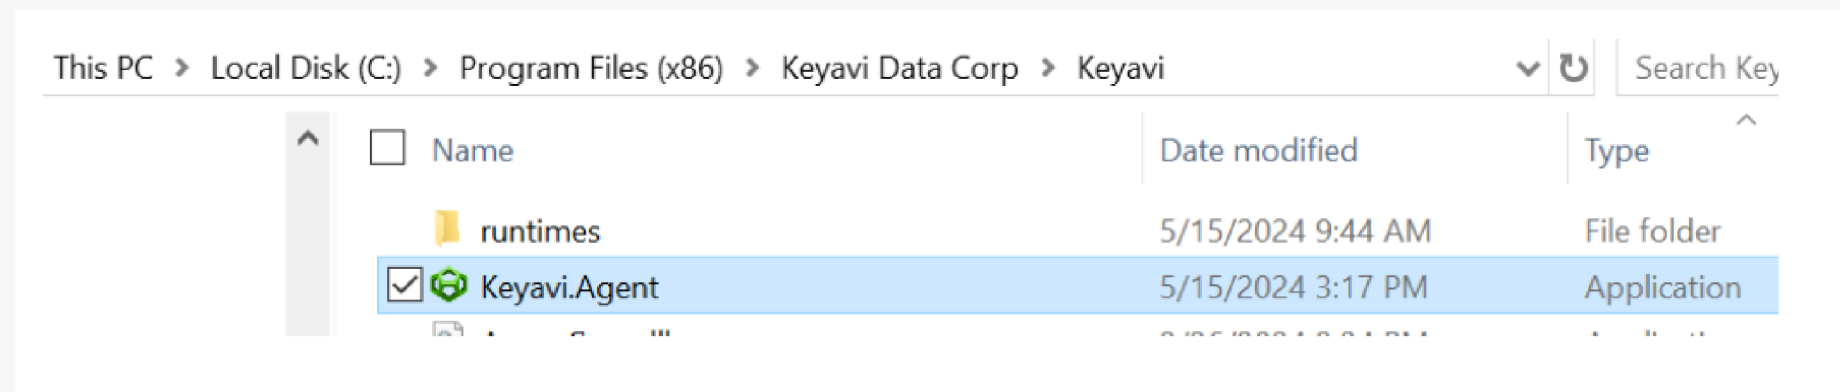 This PC > Local Disk (C:) > Program Files (x86) > Keyavi Data Corp > Keyavi Search Key
Name Date modified Type
runtimes 5/15/2024 9:44 AM File folder
Keyavi.Agent 5/15/2024 3:17 PM Application